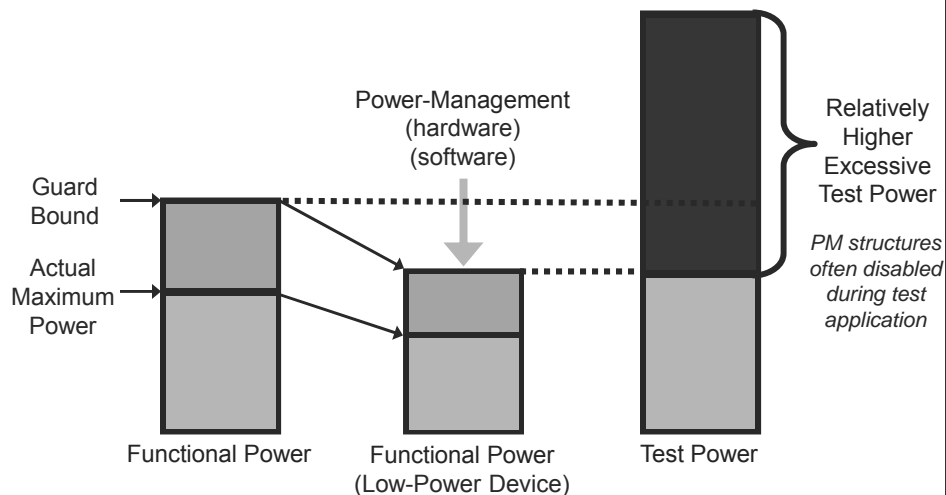 Power-Management
(hardware)
(software)
Guard
Bound
Actual
Maximum
Power
Relatively
Higher
Excessive
Test Power
PM structures
often disabled
during test
application
Functional Power
Functional Power
(Low-Power Device)
Test Power